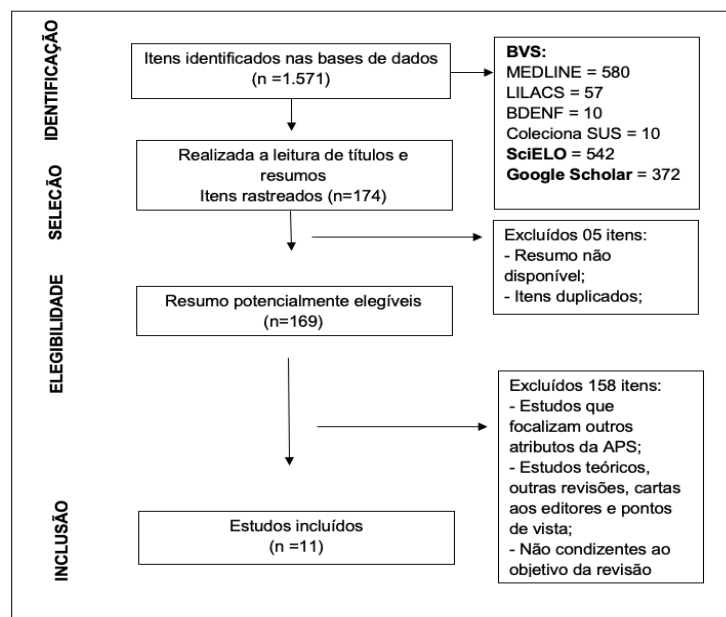 IDENTIFICAÇÃO
Itens identificados nas bases de dados
(n =1.571)
BVS:
MEDLINE = 580
LILACS = 57
BDENF = 10
Coleciona SUS = 10
SciELO = 542
Google Scholar = 372
SELEÇÃO
Realizada a leitura de títulos e
resumos
Itens rastreados (n=174)
Excluídos 05 itens:
- Resumo não
disponível;
- Itens duplicados;
ELEGIBILIDADE
Resumo potencialmente elegíveis
(n=169)
Excluídos 158 itens:
- Estudos que
focalizam outros
atributos da APS;
- Estudos teóricos,
outras revisões, cartas
aos editores e pontos
de vista;
- Não condizentes ao
objetivo da revisão
INCLUSÃO
Estudos incluídos
(n =11)